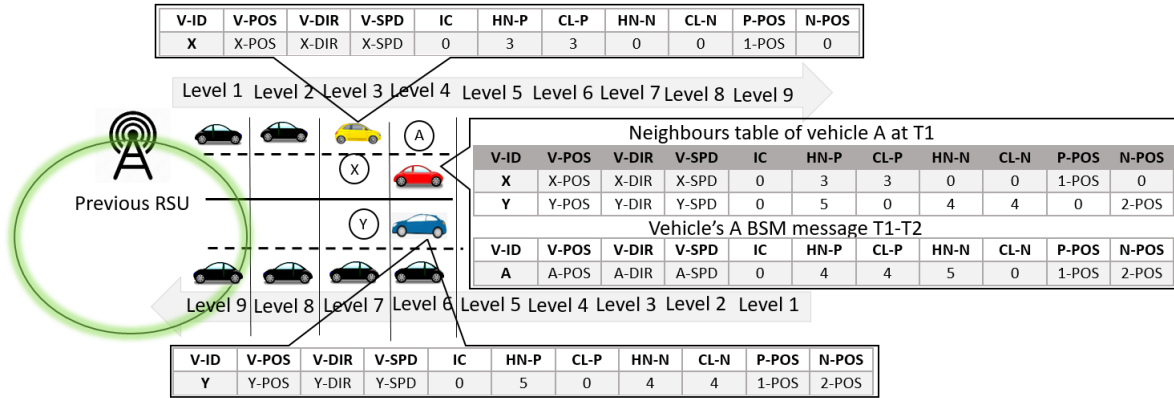 V-ID V-POS V-DIR V-SPD IC HN-P CL-P HN-N CL-N P-POS N-POS
X X-POS X-DIR X-SPD 0 3 3 0 0 1-POS 0
Level 1 Level 2 Level 3 Level 4 Level 5 Level 6 Level 7 Level 8 Level 9
A
X
Previous RSU
Y
Neighbours table of vehicle A at T1
V-ID V-POS V-DIR V-SPD IC HN-P CL-P HN-N CL-N P-POS N-POS
X X-POS X-DIR X-SPD 0 3 3 0 0 1-POS 0
Y Y-POS Y-DIR Y-SPD 0 5 0 4 4 0 2-POS
Vehicle's A BSM message T1-T2
V-ID V-POS V-DIR V-SPD IC HN-P CL-P HN-N CL-N P-POS N-POS
A A-POS A-DIR A-SPD 0 4 4 5 0 1-POS 2-POS
Level 9 Level 8 Level 7 Level 6 Level 5 Level 4 Level 3 Level 2 Level 1
V-ID V-POS V-DIR V-SPD IC HN-P CL-P HN-N CL-N P-POS N-POS
Y Y-POS Y-DIR Y-SPD 0 5 0 4 4 1-POS 2-POS